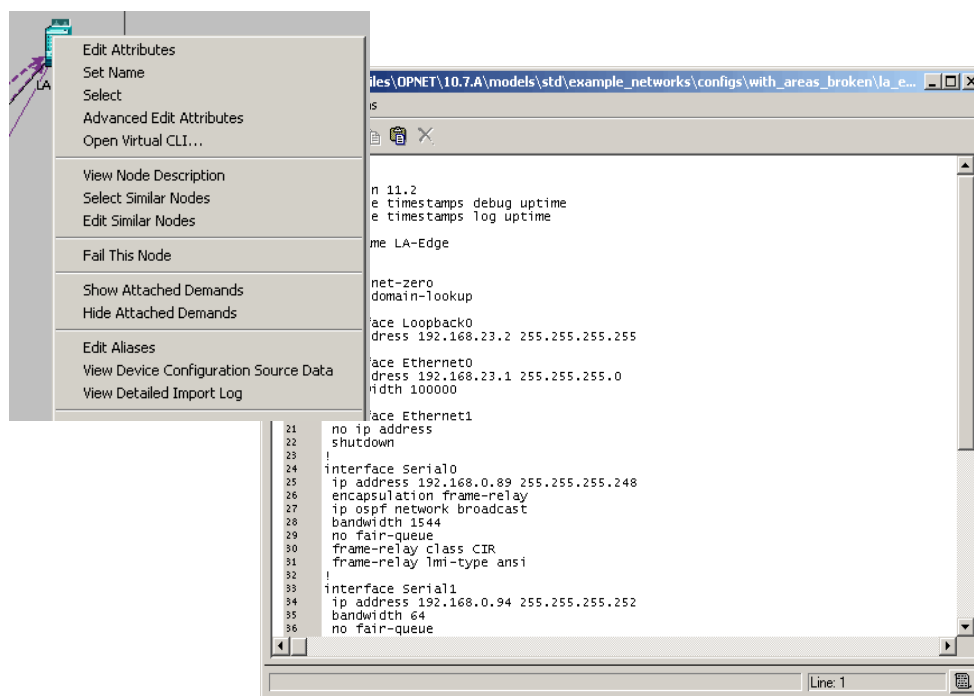 LA
Edit Attributes
Set Name
Select
Advanced Edit Attributes
Open Virtual CLI...
View Node Description
Select Similar Nodes
Edit Similar Nodes
Fail This Node
Show Attached Demands
Hide Attached Demands
Edit Aliases
View Device Configuration Source Data
View Detailed Import Log
iles\OPNET\10.7.A\models\std\example_networks\configs\with_areas_broken\la_e...
s
n 11.2
e timestamps debug uptime
e timestamps log uptime
me LA-Edge
net-zero
domain-lookup
face Loopback0
dress 192.168.23.2 255.255.255.255
face Ethernet0
dress 192.168.23.1 255.255.255.0
width 100000
face Ethernet1
21 no ip address
22 shutdown
23 !
24 interface Serial0
25 ip address 192.168.0.89 255.255.255.248
26 encapsulation frame-relay
27 ip ospf network broadcast
28 bandwidth 1544
29 no fair-queue
30 frame-relay class CIR
31 frame-relay lmi-type ansi
32 !
33 interface Serial1
34 ip address 192.168.0.94 255.255.255.252
35 bandwidth 64
36 no fair-queue
Line: 1